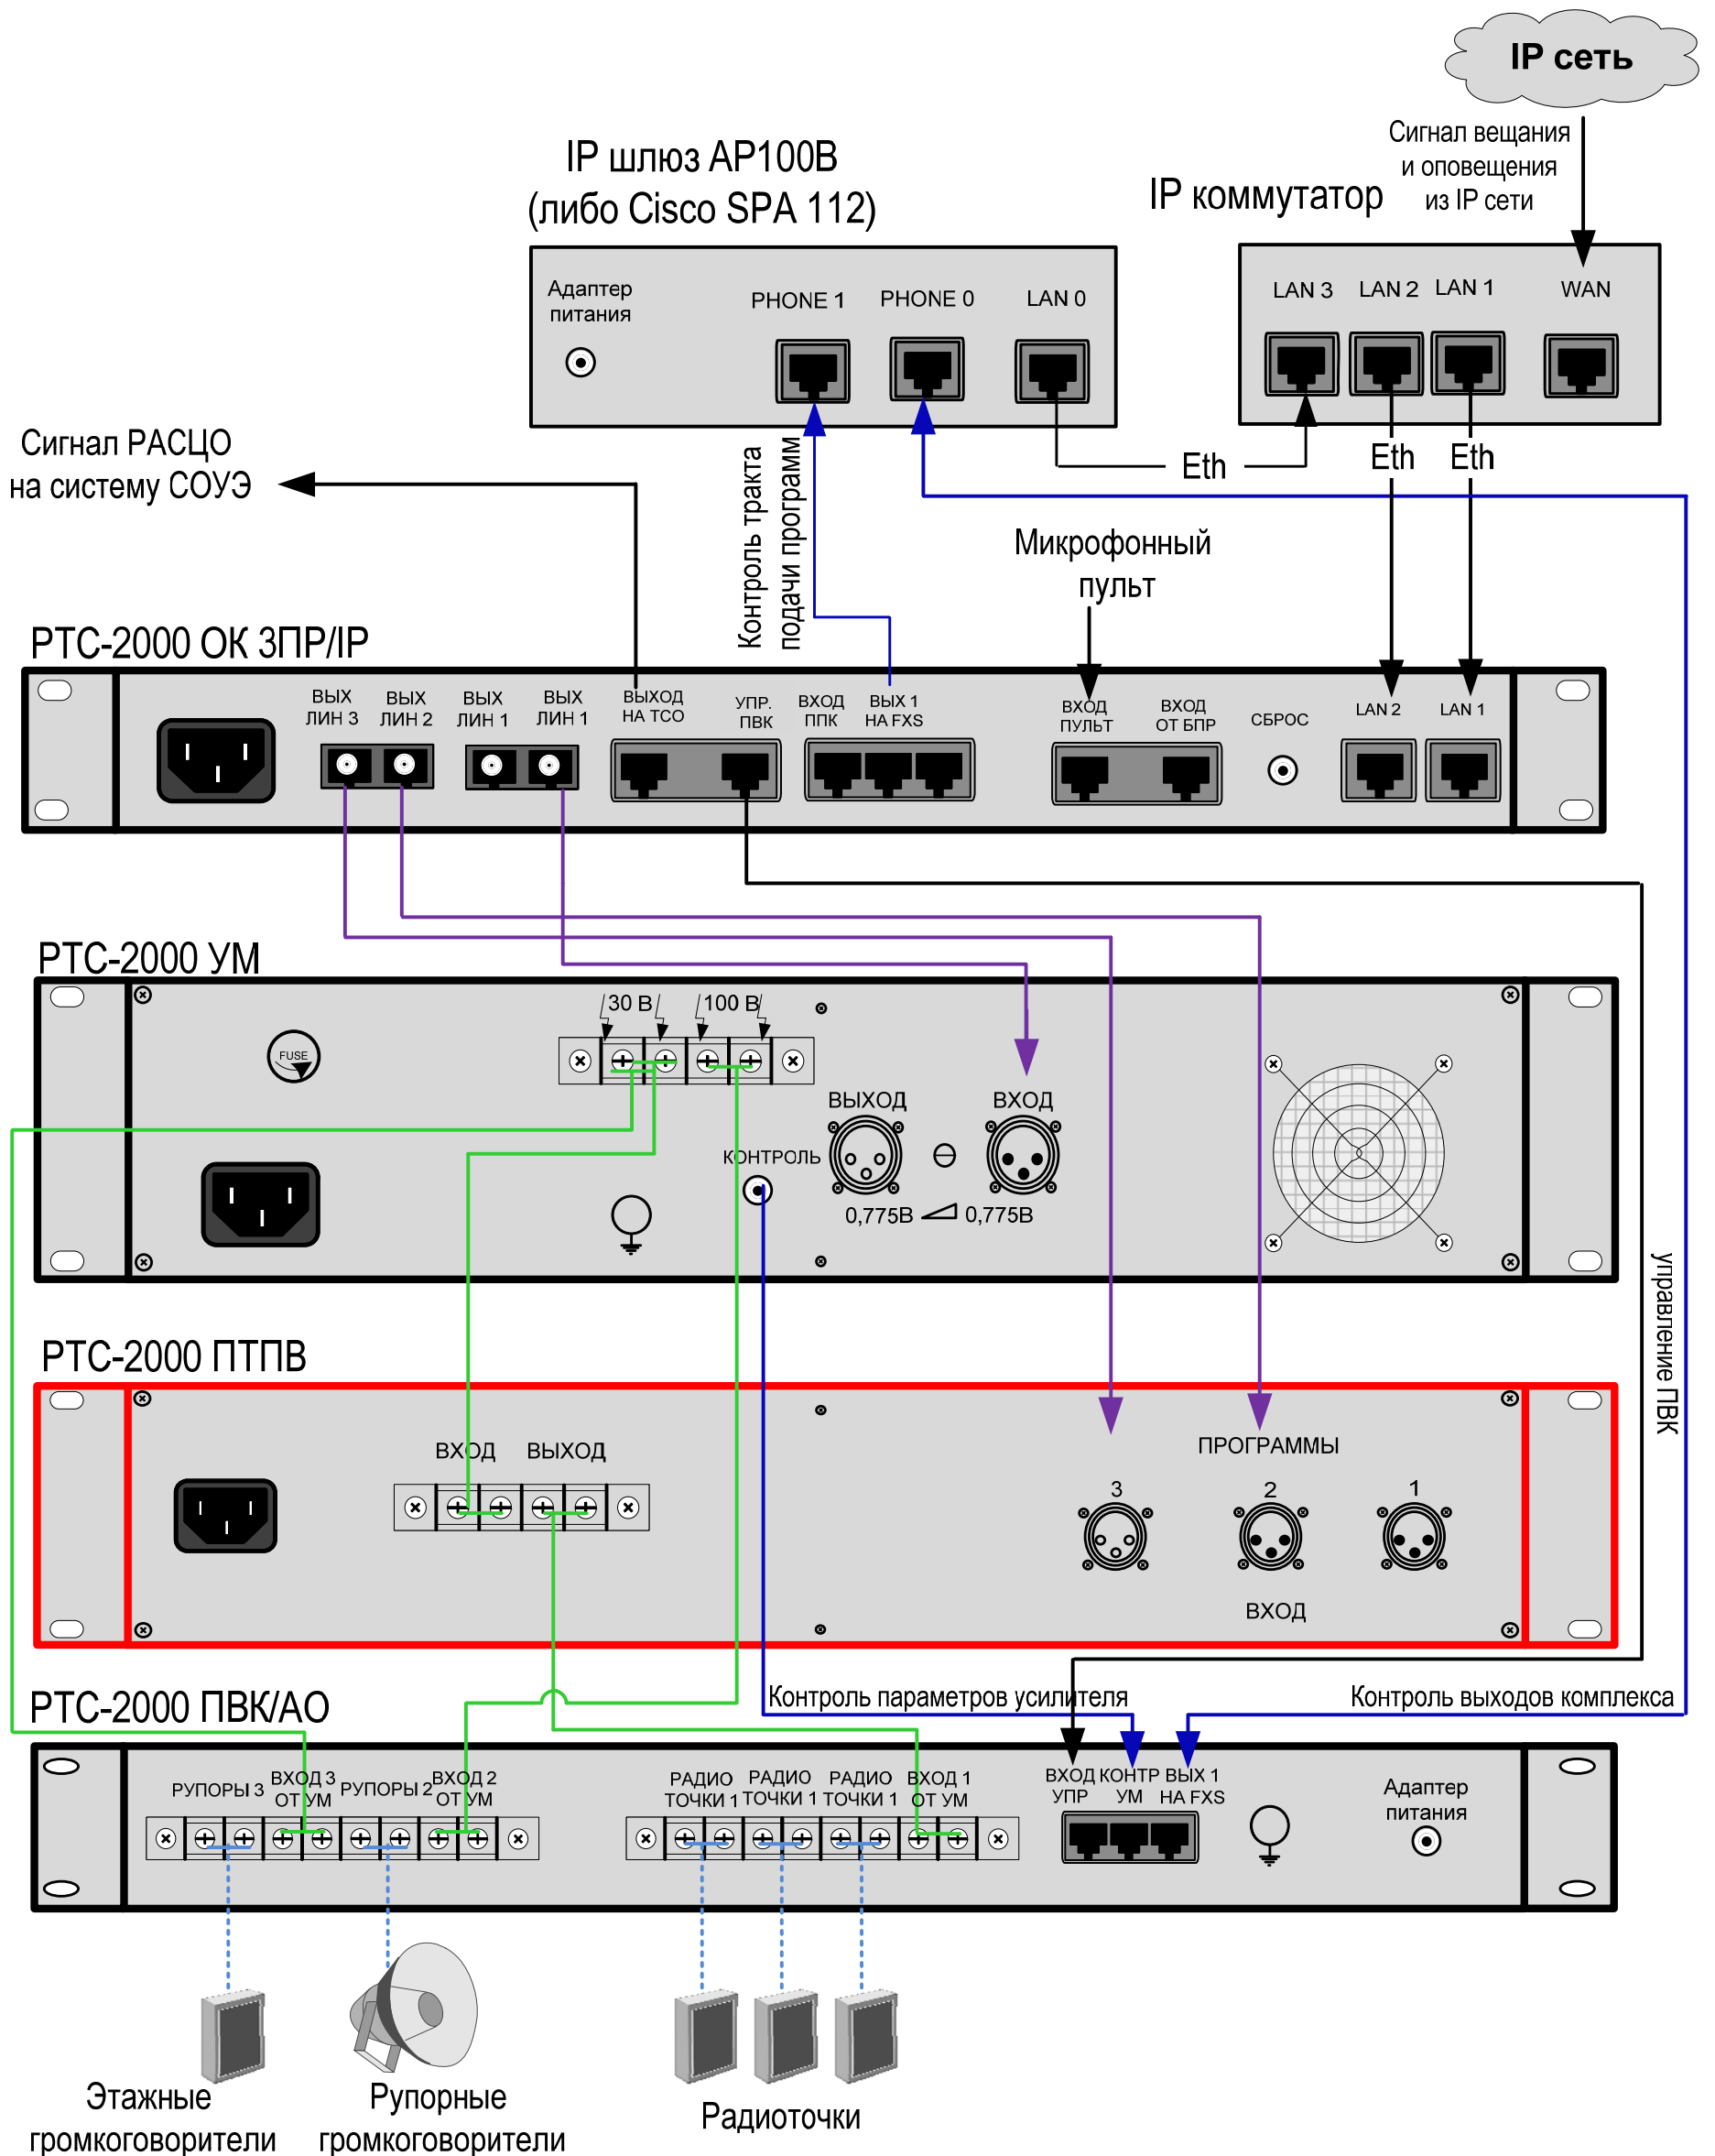 IP сеть
Сигнал вещания
и оповещения
из IP сети
IP шлюз AP100B
(либо Cisco SPA 112)
IP коммутатор
Адаптер
питания
PHONE 1
PHONE 0
LAN 0
LAN 3
LAN 2
LAN 1
WAN
Сигнал РАСЦО
на систему СОУЭ
Контроль тракта
подачи программ
Eth
Eth
Eth
Микрофонный
пульт
РТС-2000 ОК 3ПР/IP
ВЫХ
ЛИН 3
ВЫХ
ЛИН 2
ВЫХ
ЛИН 1
ВЫХ
ЛИН 1
ВЫХОД
НА ТСО
УПР.
ПВК
ВХОД
ППК
ВЫХ 1
НА FXS
ВХОД
ПУЛЬТ
ВХОД
ОТ БПР
СБРОС
LAN 2
LAN 1
РТС-2000 УМ
30 В
100 В
FUSE
КОНТРОЛЬ
ВЫХОД
ВХОД
0,775В
0,775В
управление ПВК
РТС-2000 ПТПВ
ВХОД
ВЫХОД
ПРОГРАММЫ
3
2
1
ВХОД
Контроль параметров усилителя
Контроль выходов комплекса
РТС-2000 ПВК/АО
РУПОРЫ 3
ВХОД 3
ОТ УМ
РУПОРЫ 2
ВХОД 2
ОТ УМ
РАДИО
ТОЧКИ 1
РАДИО
ТОЧКИ 1
РАДИО
ТОЧКИ 1
ВХОД 1
ОТ УМ
ВХОД
УПР
КОНТР
УМ
ВЫХ 1
НА FXS
Адаптер
питания
Этажные
громкоговорители
Рупорные
громкоговорители
Радиоточки